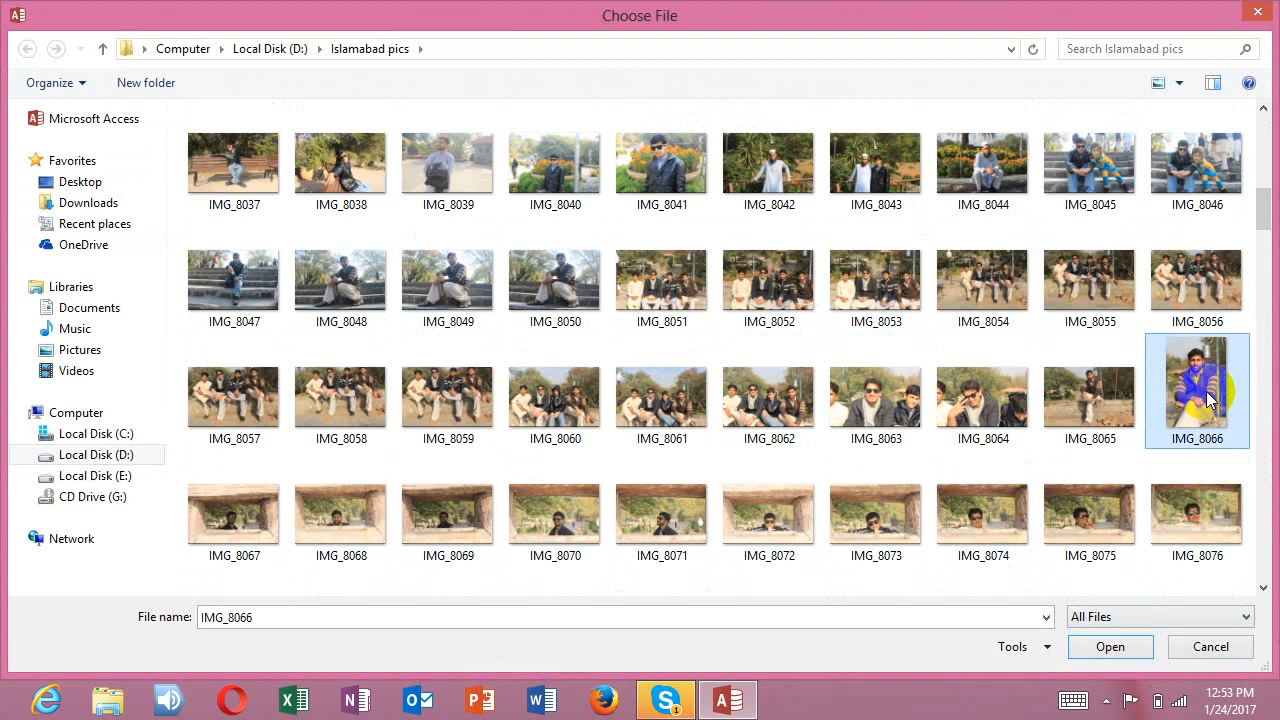 Choose File
Computer Local Disk (D:) Islamabad pics
Search Islamabad pics
Organize New folder
Microsoft Access
Favorites
Desktop
Downloads
Recent places
OneDrive
Libraries
Documents
Music
Pictures
Videos
Computer
Local Disk (C:)
Local Disk (D:)
Local Disk (E:)
CD Drive (G:)
Network
IMG_8037 IMG_8038 IMG_8039 IMG_8040 IMG_8041 IMG_8042 IMG_8043 IMG_8044 IMG_8045 IMG_8046
IMG_8047 IMG_8048 IMG_8049 IMG_8050 IMG_8051 IMG_8052 IMG_8053 IMG_8054 IMG_8055 IMG_8056
IMG_8057 IMG_8058 IMG_8059 IMG_8060 IMG_8061 IMG_8062 IMG_8063 IMG_8064 IMG_8065 IMG_8066
IMG_8067 IMG_8068 IMG_8069 IMG_8070 IMG_8071 IMG_8072 IMG_8073 IMG_8074 IMG_8075 IMG_8076
File name: IMG_8066 All Files
Tools Open Cancel
12:53 PM
1/24/2017